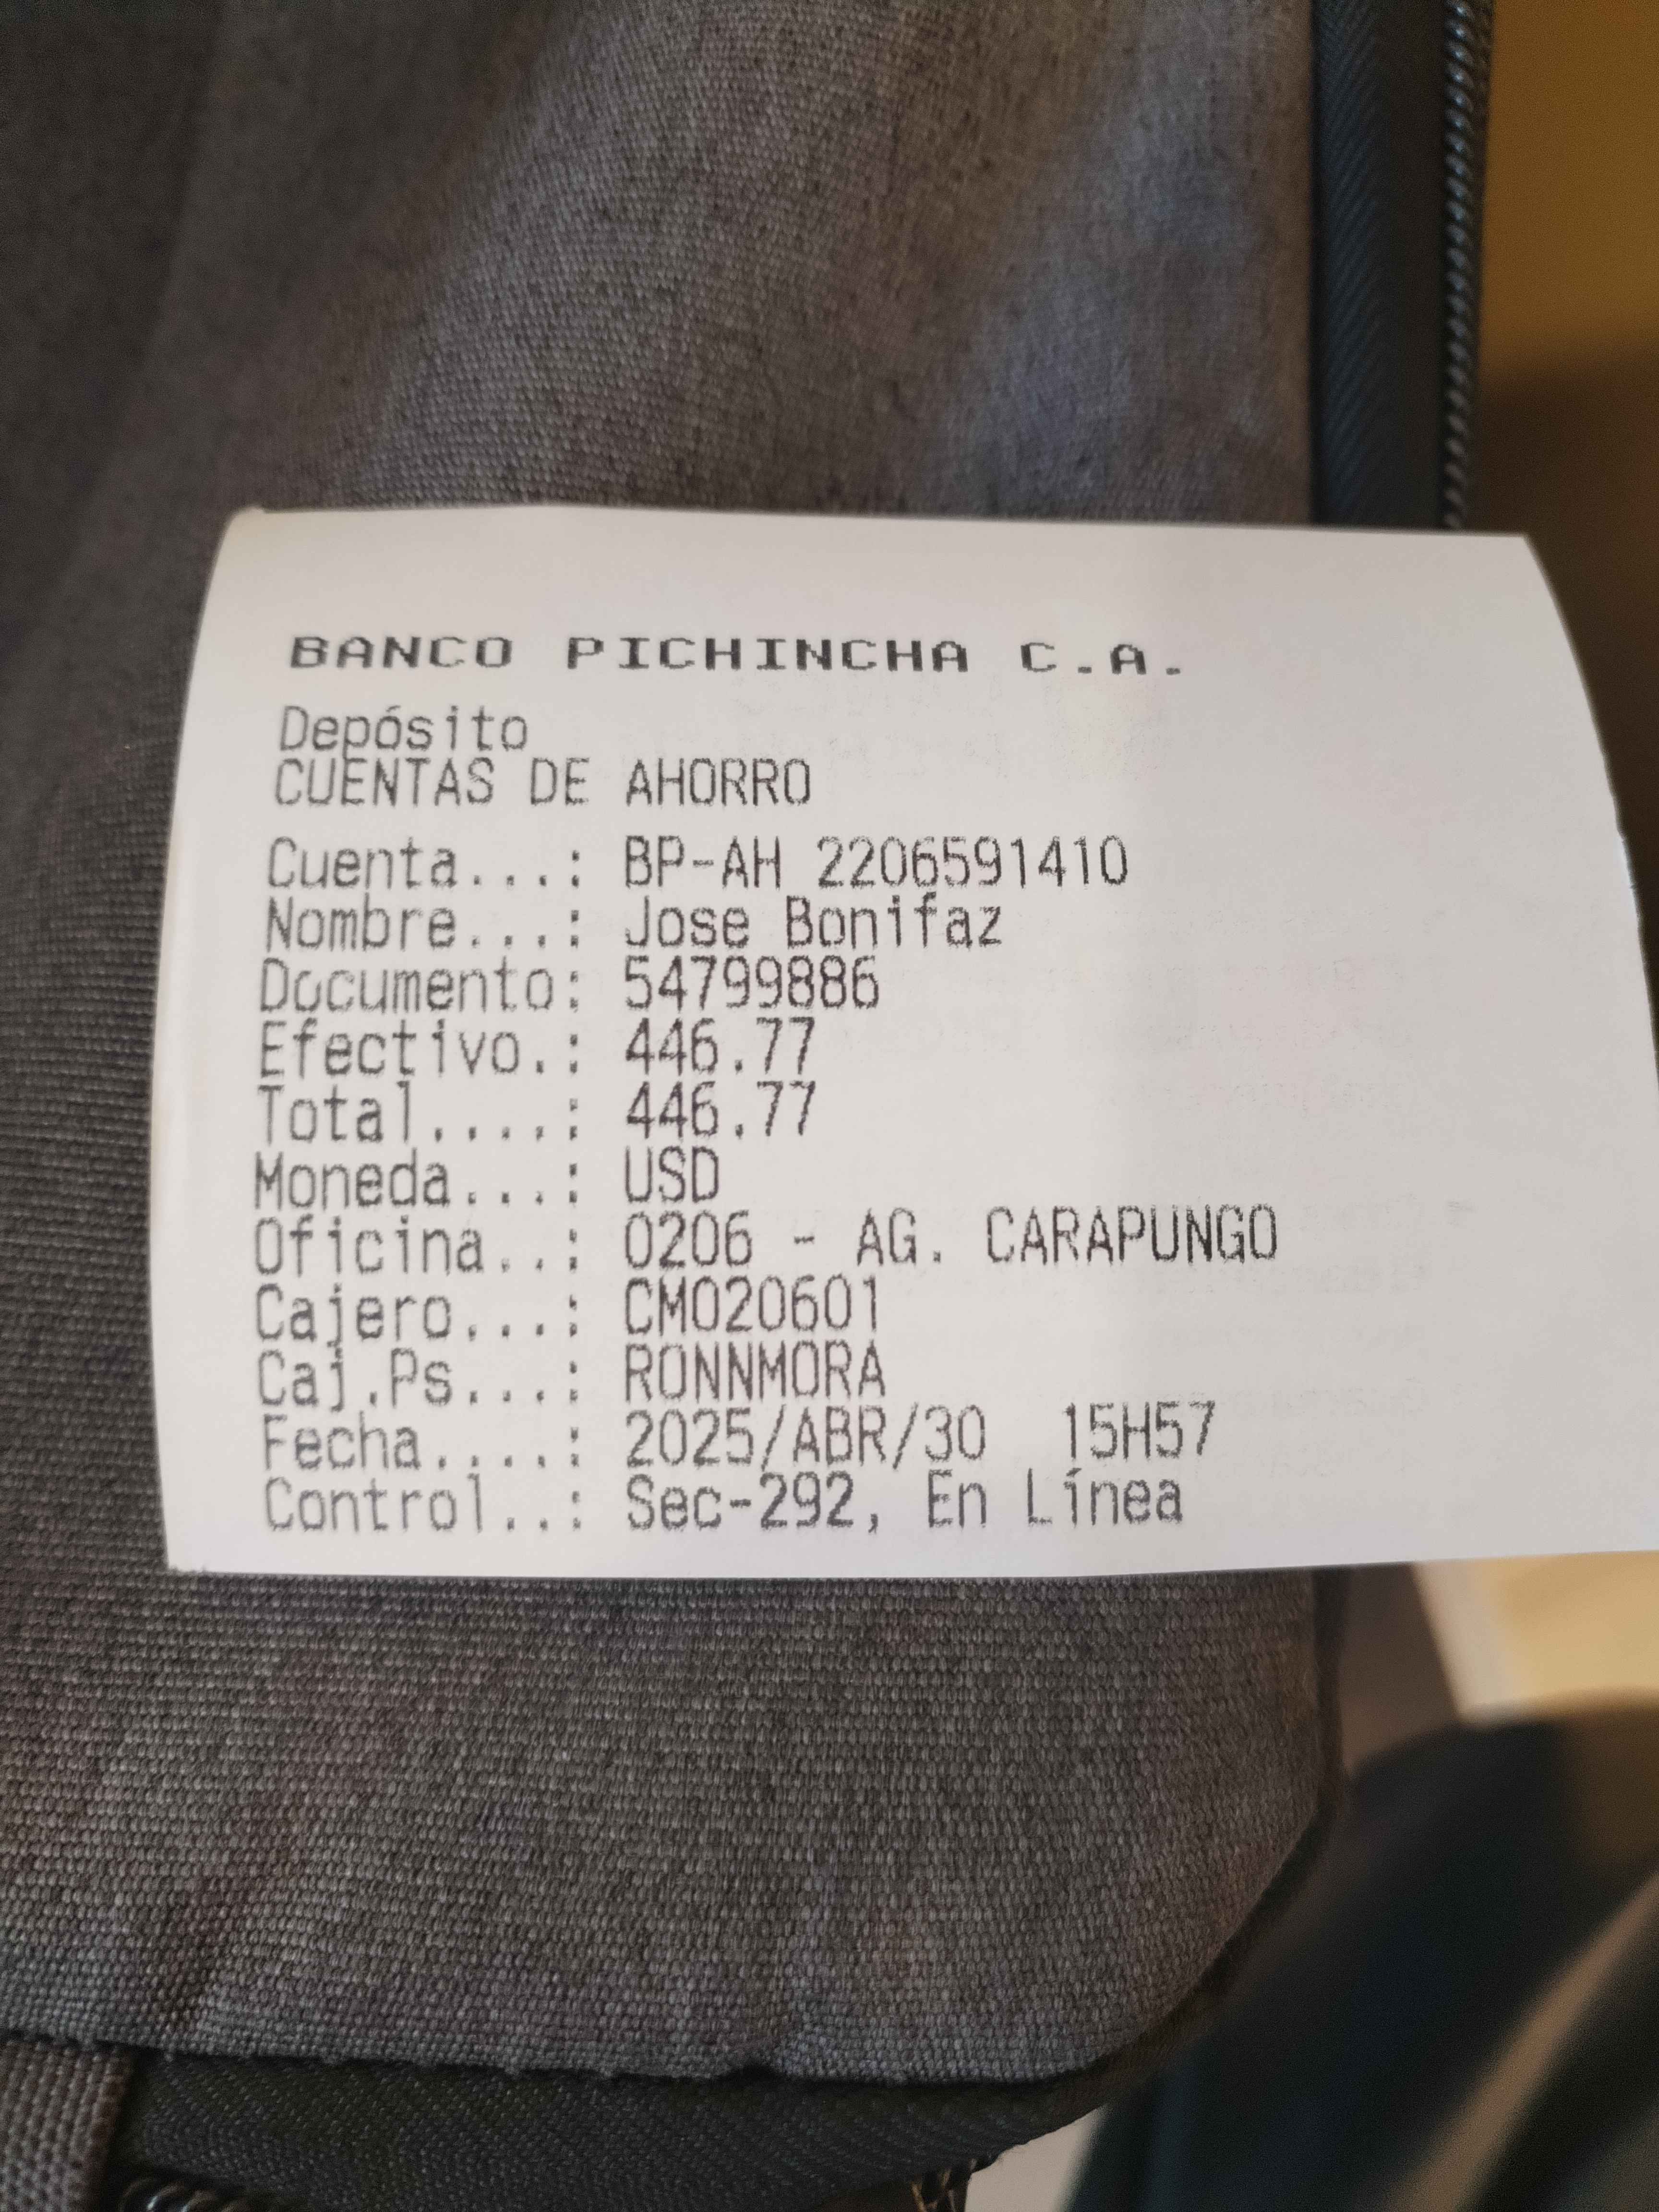 BANCO PICHINCHA C.A.
Depósito
CUENTAS DE AHORRO
Cuenta...: BP-AH 2206591410
Nombre...: Jose Bonifaz
Documento: 54799886
Efectivo.: 446.77
Total....: 446.77
Moneda...: USD
Oficina..: 0206 - AG. CARAPUNGO
Cajero...: CM020601
Caj.Ps...: RONNMORA
Fecha....: 2025/ABR/30 15H57
Control..: Sec-292, En Línea